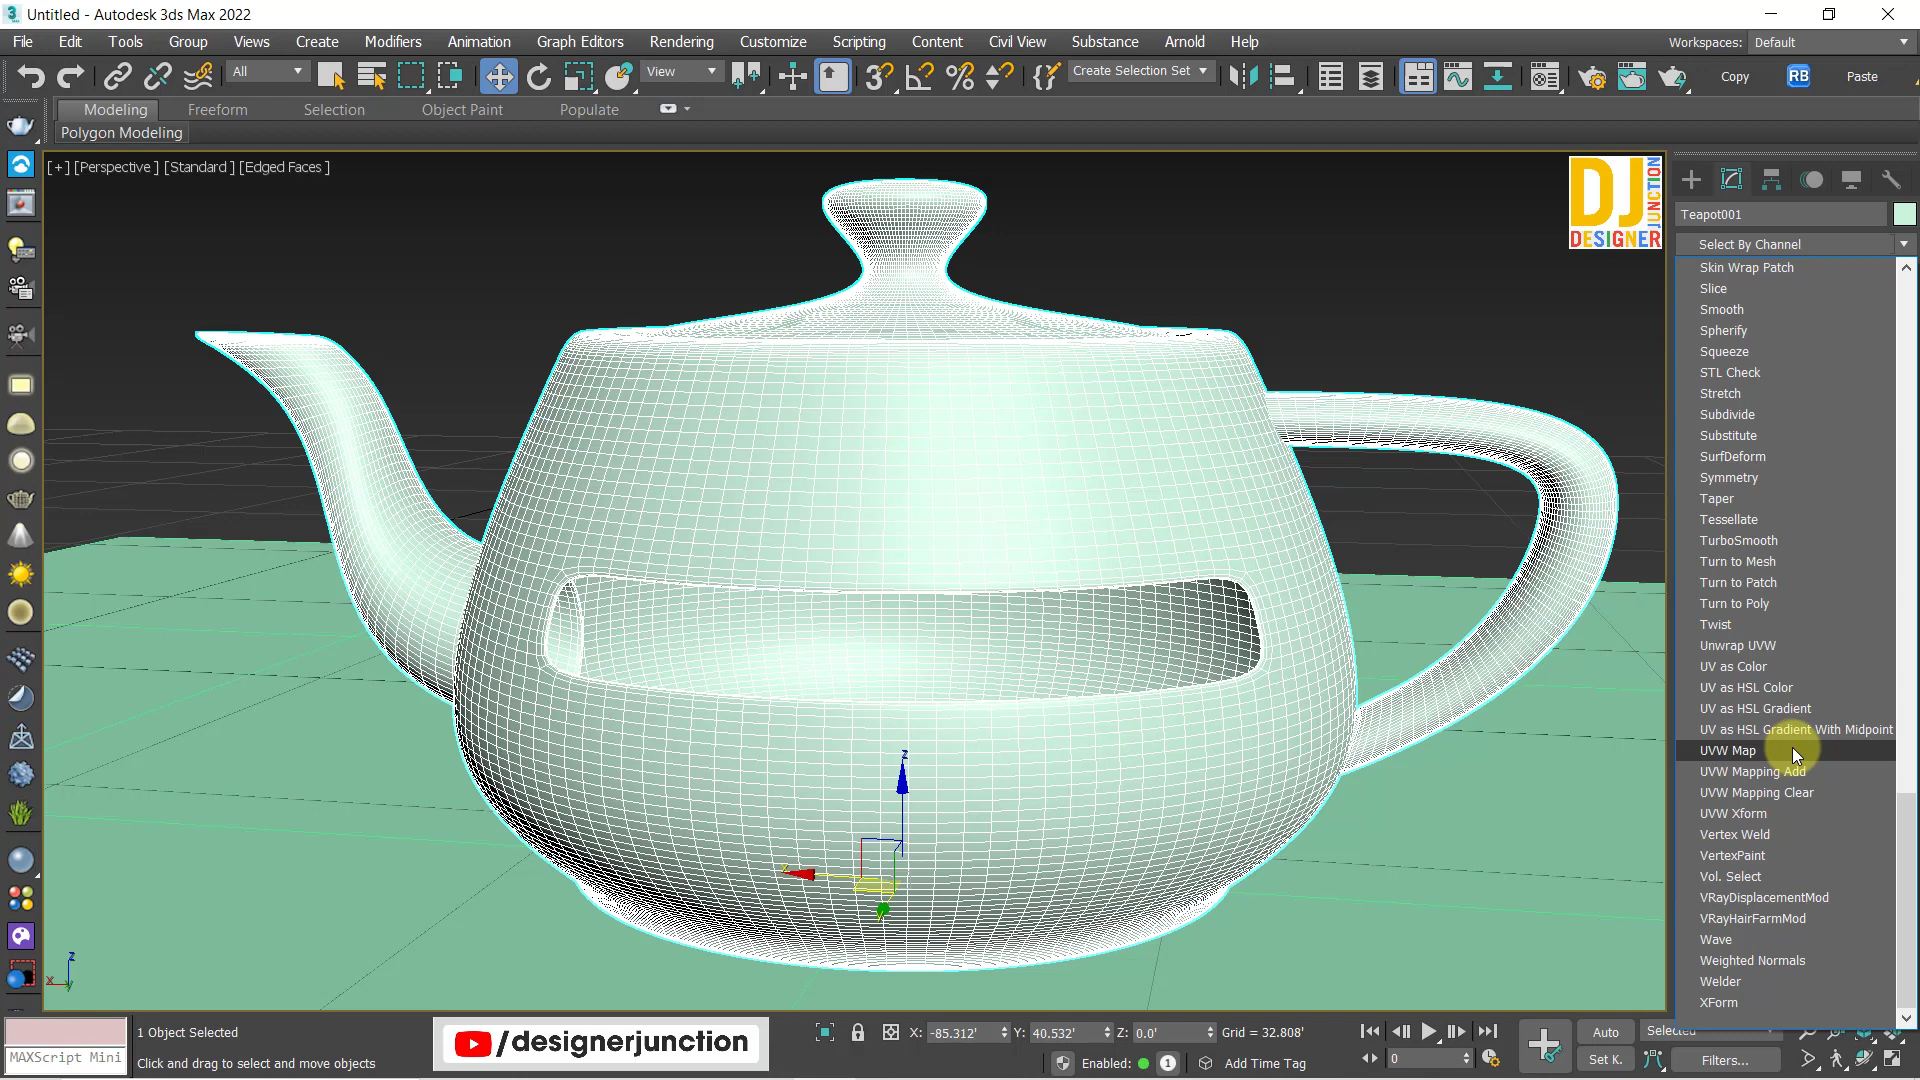 Untitled - Autodesk 3ds Max 2022
File Edit Tools Group Views Create Modifiers Animation Graph Editors Rendering Customize Scripting Content Civil View Substance Arnold Help Workspaces: Default
All View Create Selection Set Copy RB Paste
Modeling Freeform Selection Object Paint Populate
Polygon Modeling
[+] [Perspective ] [Standard ] [Edged Faces ]
DJ
DESIGNER
JUNCTION
Teapot001
Select By Channel
Skin Wrap Patch
Slice
Smooth
Spherify
Squeeze
STL Check
Stretch
Subdivide
Substitute
SurfDeform
Symmetry
Taper
Tessellate
TurboSmooth
Turn to Mesh
Turn to Patch
Turn to Poly
Twist
Unwrap UVW
UV as Color
UV as HSL Color
UV as HSL Gradient
UV as HSL Gradient With Midpoint
UVW Map
UVW Mapping Add
UVW Mapping Clear
UVW Xform
Vertex Weld
VertexPaint
Vol. Select
VRayDisplacementMod
VRayHairFarmMod
Wave
Weighted Normals
Welder
XForm
z
z
x
1 Object Selected
/designerjunction
X: -85.312' Y: 40.532' Z: 0.0' Grid = 32.808'
Auto Selected
MAXScript Mini
Click and drag to select and move objects
Enabled: 1 Add Time Tag
0
Set K. Filters...